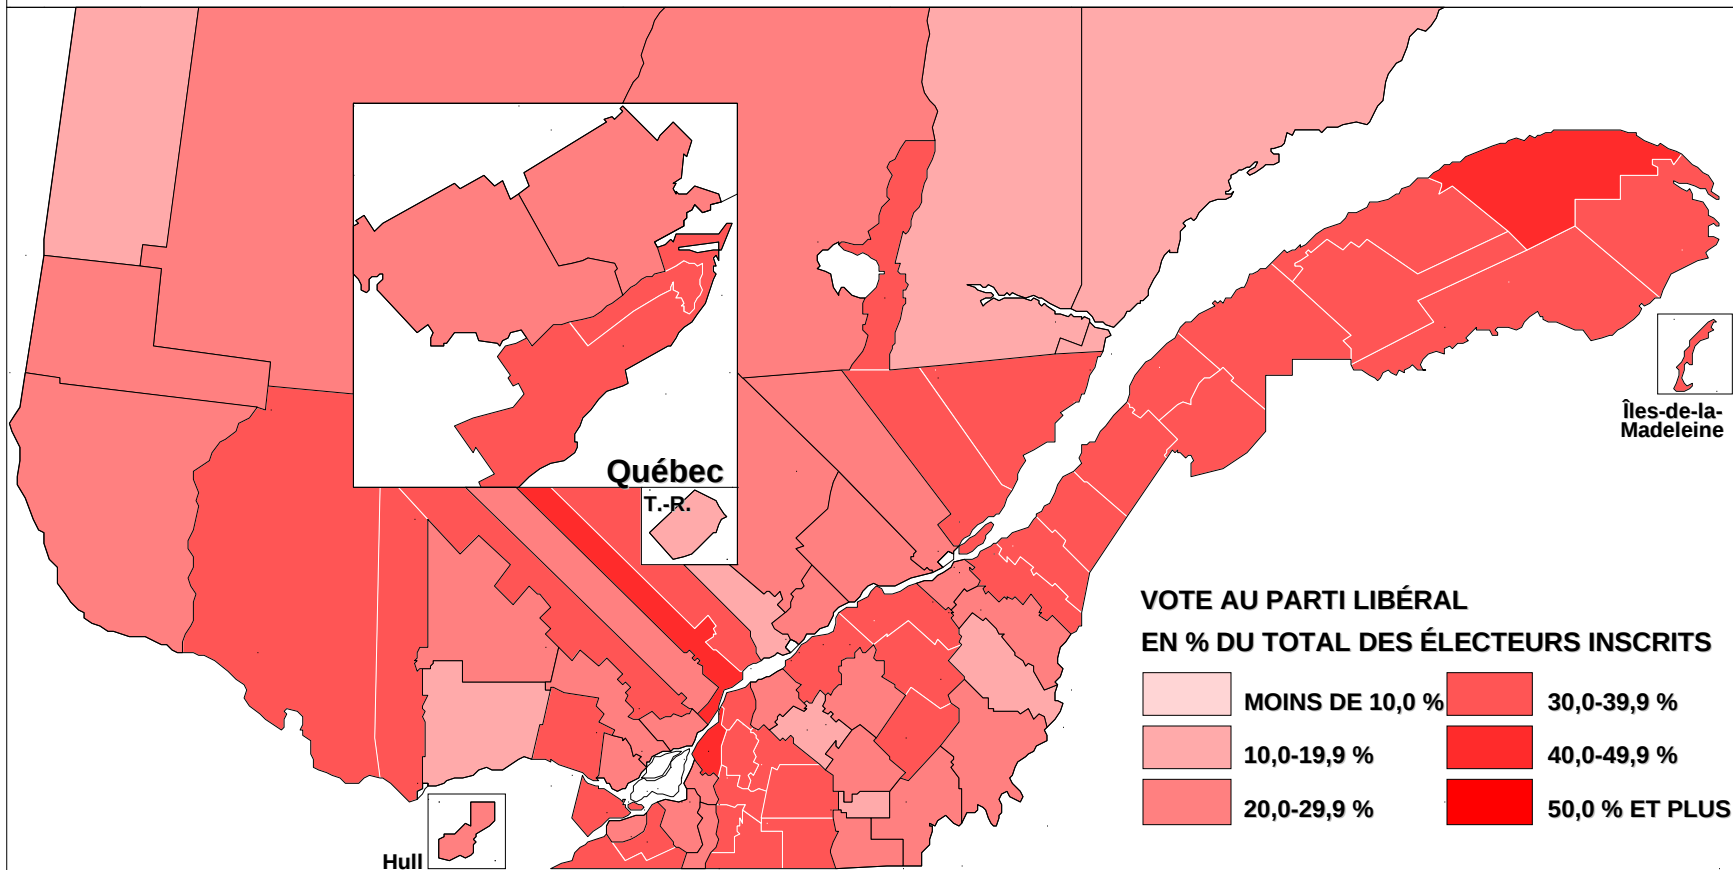 Québec
T.-R.
Îles-de-la-
Madeleine
Hull
VOTE AU PARTI LIBÉRAL
EN % DU TOTAL DES ÉLECTEURS INSCRITS
MOINS DE 10,0 %
30,0-39,9 %
10,0-19,9 %
40,0-49,9 %
20,0-29,9 %
50,0 % ET PLUS